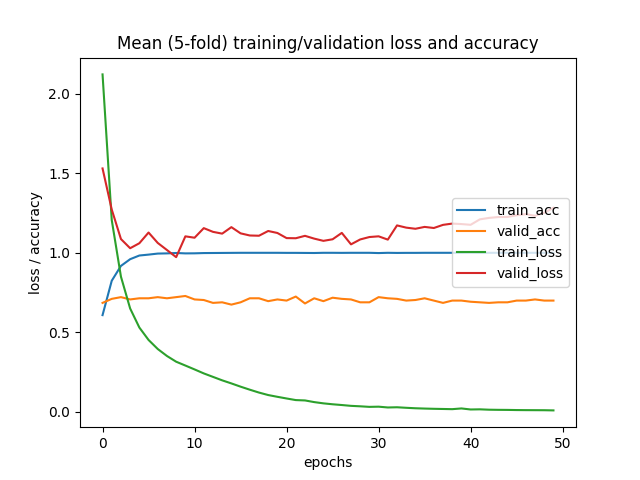 Mean (5-fold) training/validation loss and accuracy
loss / accuracy
2.0
1.5
1.0
0.5
0.0
train_acc
valid_acc
train_loss
valid_loss
0 10 20 30 40 50
epochs